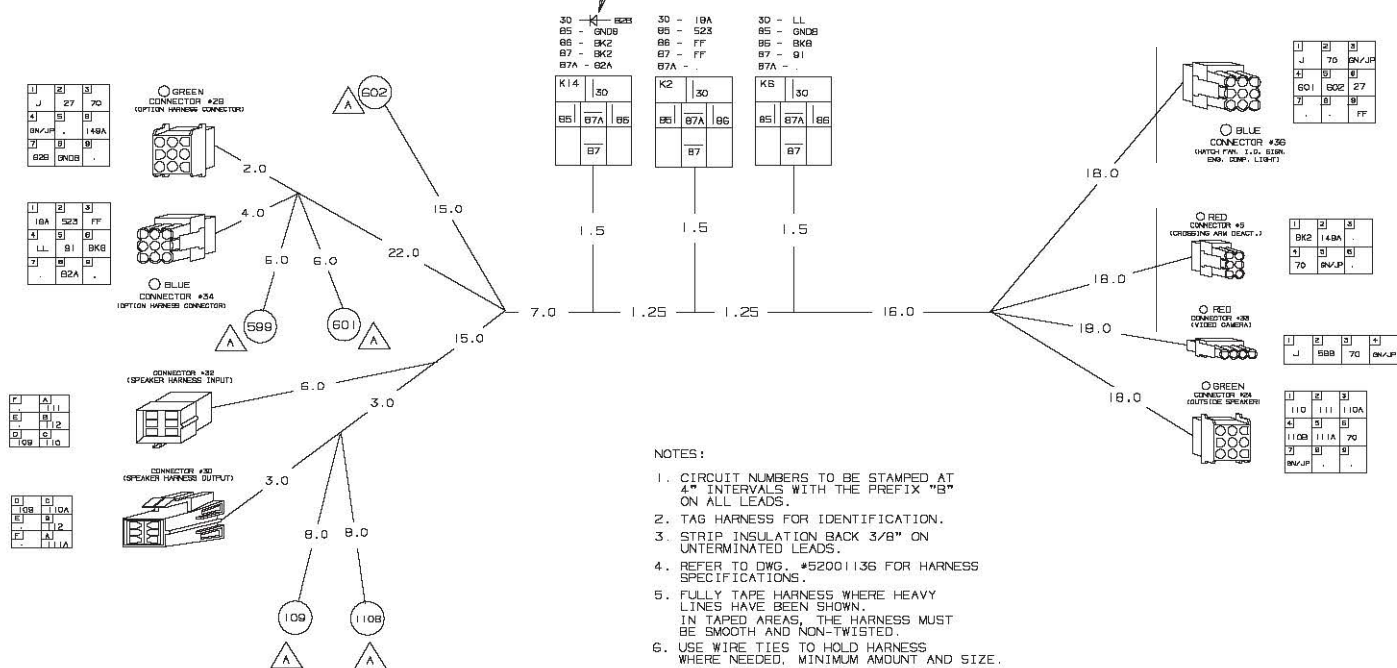 30 82B
85 - GND8
86 - BK2
87 - BK2
87A - 82A
K14 30
85 87A 86
87
30 - 18A
85 - 523
86 - FF
87 - FF
87A - .
K2 30
85 87A 86
87
30 - LL
85 - GND8
86 - BK8
87 - 81
87A - .
K6 30
85 87A 86
87
1 2 3
J 27 70
4 5 6
GN/JP . 148A
7 8 9
82B GND8 .
GREEN
CONNECTOR #28
(OPTION HARNESS CONNECTOR)
1 2 3
18A 523 FF
4 5 6
LL 81 BK8
7 8 9
. 82A .
BLUE
CONNECTOR #34
(OPTION HARNESS CONNECTOR)
A 602
2.0
4.0
6.0 6.0
A 599
601 A
22.0
15.0
15.0
7.0 1.25 1.25 16.0
1.5 1.5 1.5
F A
. 111
E B
. 112
D C
109 110
CONNECTOR #32
(SPEAKER HARNESS INPUT)
6.0
3.0
D C
109 110A
E B
. 112
F A
. 111A
CONNECTOR #30
(SPEAKER HARNESS OUTPUT)
3.0
8.0 8.0
109 110B
A A
18.0
18.0
18.0
18.0
BLUE
CONNECTOR #36
(HATCH FAN, I.D. SIGN,
ENG. COMP. LIGHT)
1 2 3
J 70 GN/JP
4 5 6
601 602 27
7 8 9
. . FF
RED
CONNECTOR #5
(CROSSING ARM DEACT.)
1 2 3
BK2 148A .
4 5 6
70 GN/JP .
RED
CONNECTOR #38
(VIDEO CAMERA)
1 2 3 4
J 599 70 GN/JP
GREEN
CONNECTOR #24
(OUTSIDE SPEAKER)
1 2 3
110 111 110A
4 5 6
110B 111A 70
7 8 9
GN/JP . .
NOTES:
1. CIRCUIT NUMBERS TO BE STAMPED AT
4" INTERVALS WITH THE PREFIX "B"
ON ALL LEADS.
2. TAG HARNESS FOR IDENTIFICATION.
3. STRIP INSULATION BACK 3/8" ON
UNTERMINATED LEADS.
4. REFER TO DWG. #52001136 FOR HARNESS
SPECIFICATIONS.
5. FULLY TAPE HARNESS WHERE HEAVY
LINES HAVE BEEN SHOWN.
IN TAPED AREAS, THE HARNESS MUST
BE SMOOTH AND NON-TWISTED.
6. USE WIRE TIES TO HOLD HARNESS
WHERE NEEDED, MINIMUM AMOUNT AND SIZE.